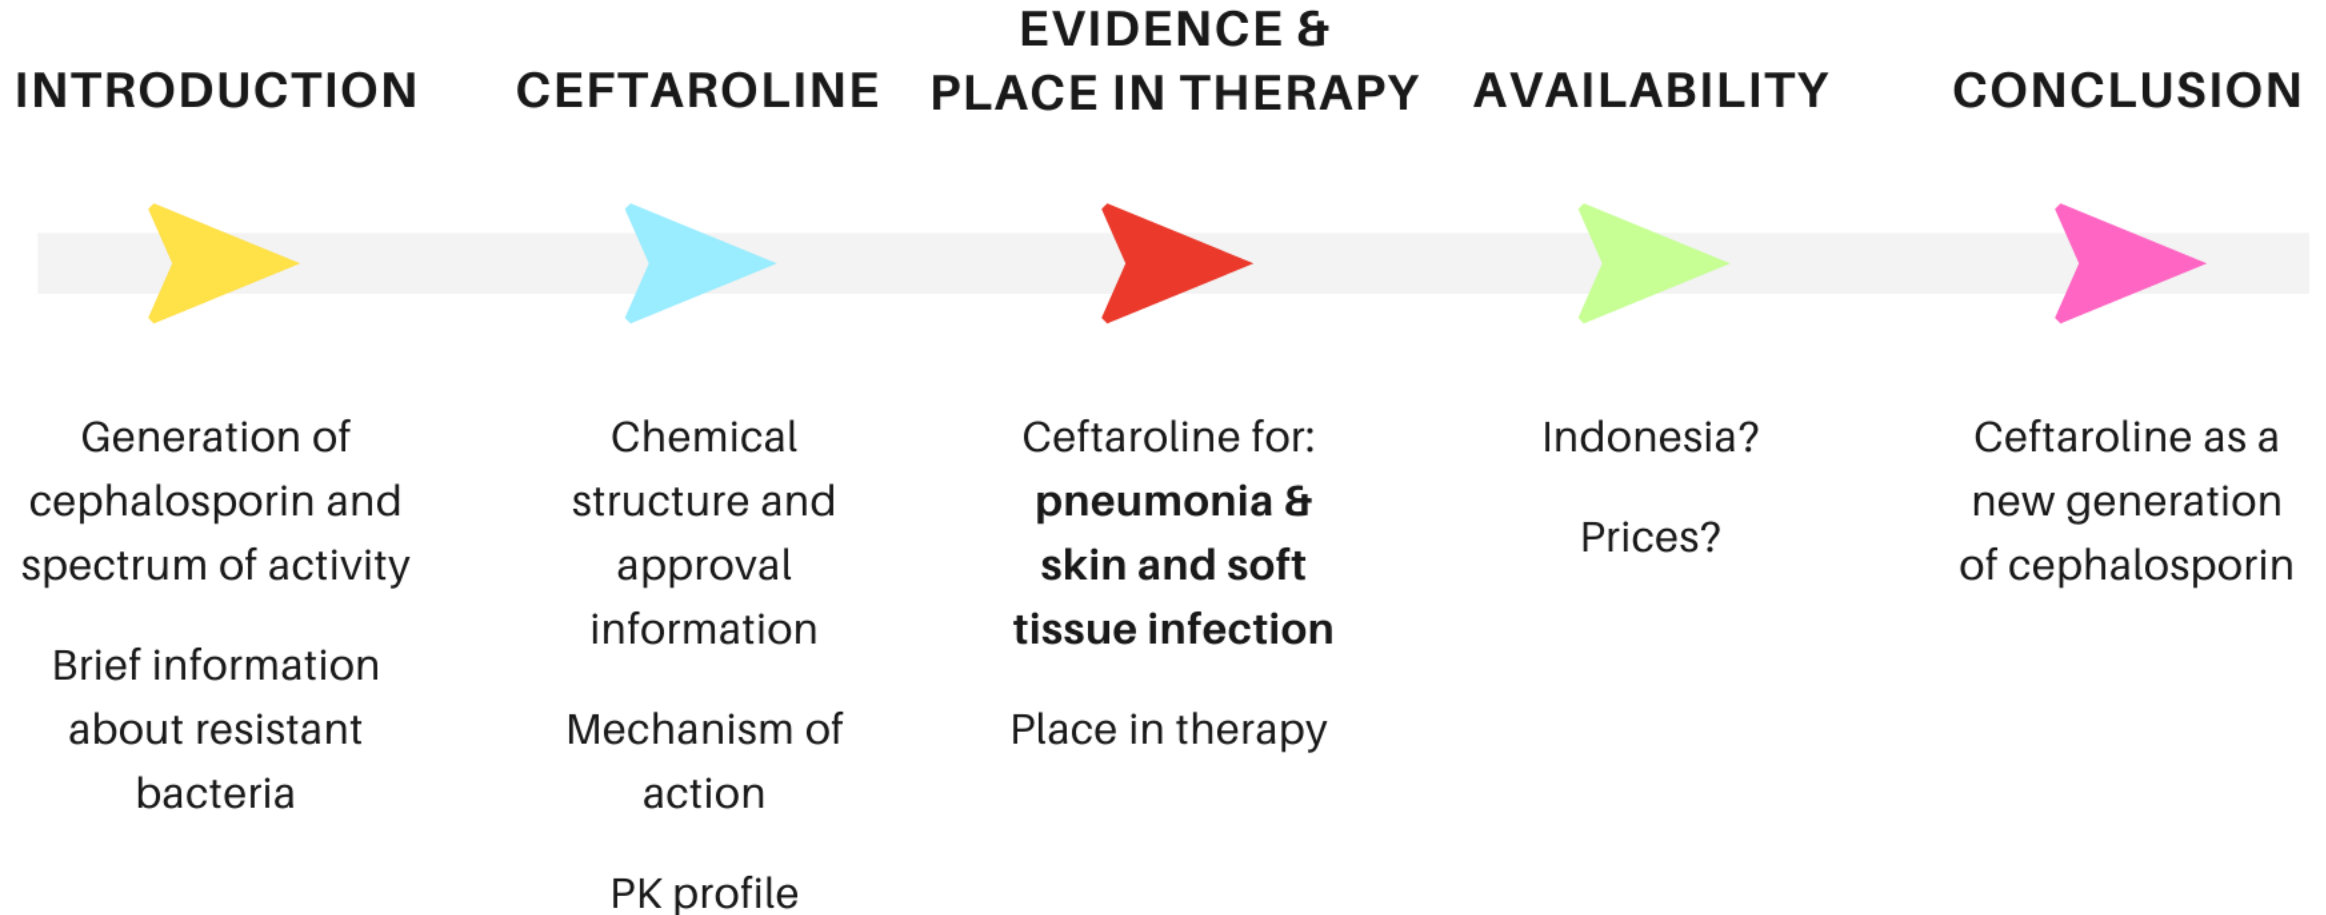 INTRODUCTION
Generation of
cephalosporin and
spectrum of activity
Brief information
about resistant
bacteria
CEFTAROLINE
Chemical
structure and
approval
information
Mechanism of
action
PK profile
EVIDENCE &
PLACE IN THERAPY
Ceftaroline for:
pneumonia &
skin and soft
tissue infection
Place in therapy
AVAILABILITY
Indonesia?
Prices?
CONCLUSION
Ceftaroline as a
new generation
of cephalosporin